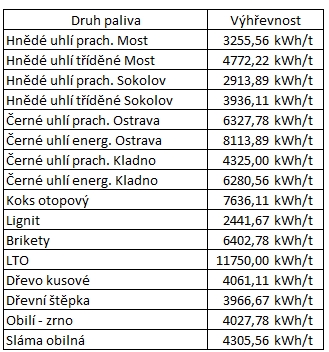 Druh paliva Výhřevnost
Hnědé uhlí prach. Most 3255,56 kWh/t
Hnědé uhlí tříděné Most 4772,22 kWh/t
Hnědé uhlí prach. Sokolov 2913,89 kWh/t
Hnědé uhlí tříděné Sokolov 3936,11 kWh/t
Černé uhlí prach. Ostrava 6327,78 kWh/t
Černé uhlí energ. Ostrava 8113,89 kWh/t
Černé uhlí prach. Kladno 4325,00 kWh/t
Černé uhlí energ. Kladno 6280,56 kWh/t
Koks otopový 7636,11 kWh/t
Lignit 2441,67 kWh/t
Brikety 6402,78 kWh/t
LTO 11750,00 kWh/t
Dřevo kusové 4061,11 kWh/t
Dřevní štěpka 3966,67 kWh/t
Obilí - zrno 4027,78 kWh/t
Sláma obilná 4305,56 kWh/t